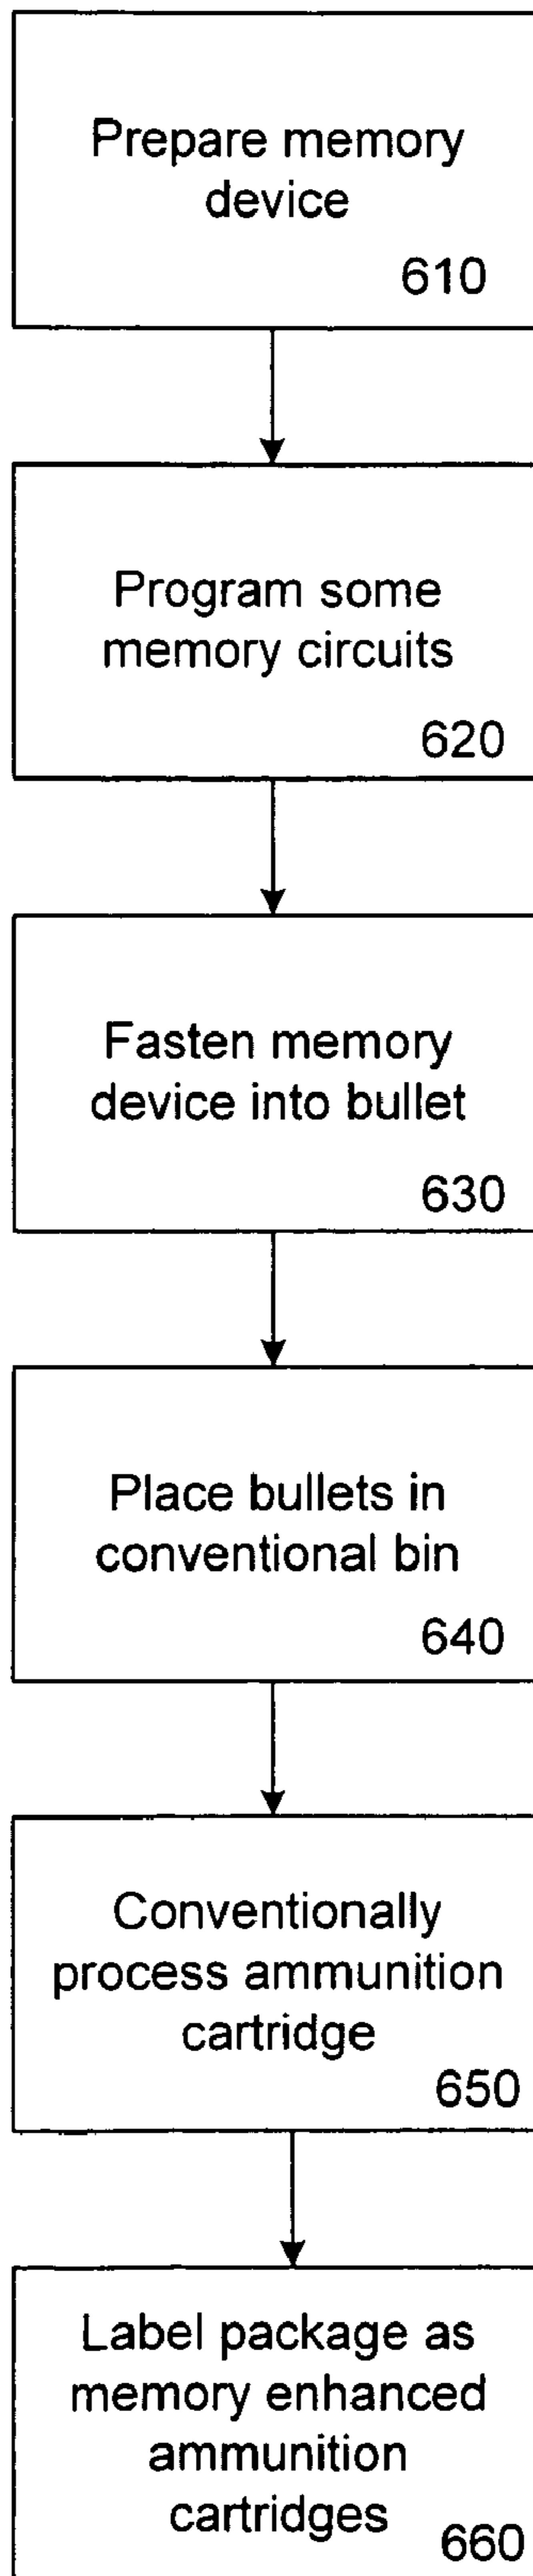 Prepare memory
device
610
Program some
memory circuits
620
Fasten memory
device into bullet
630
Place bullets in
conventional bin
640
Conventionally
process ammunition
cartridge
650
Label package as
memory enhanced
ammunition
cartridges
660